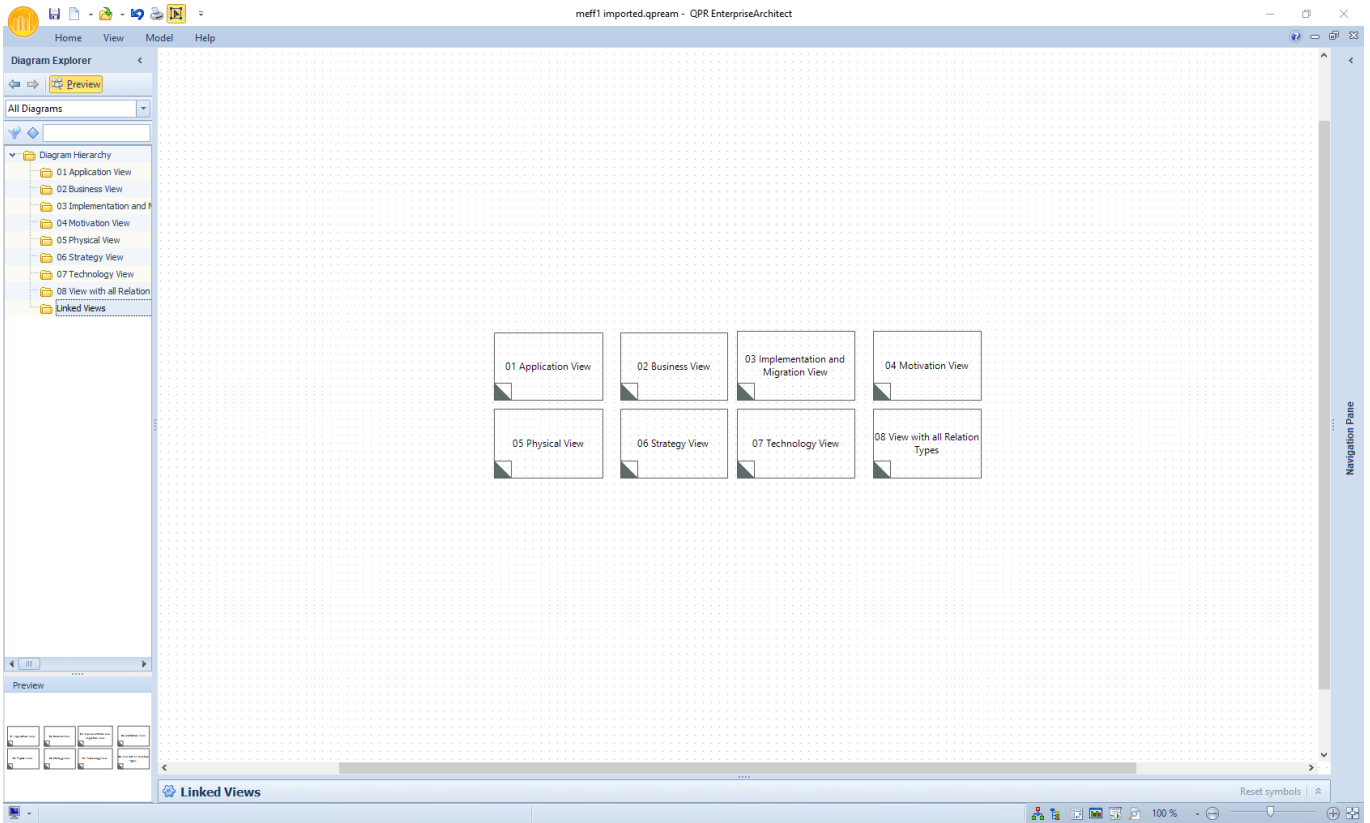 meff1 imported.qpream - QPR EnterpriseArchitect
Home View Model Help
Diagram Explorer
Preview
All Diagrams
Diagram Hierarchy
01 Application View
02 Business View
03 Implementation and M
04 Motivation View
05 Physical View
06 Strategy View
07 Technology View
08 View with all Relation
Linked Views
01 Application View
02 Business View
03 Implementation and
Migration View
04 Motivation View
05 Physical View
06 Strategy View
07 Technology View
08 View with all Relation
Types
Navigation Pane
Preview
Linked Views
Reset symbols
100 %